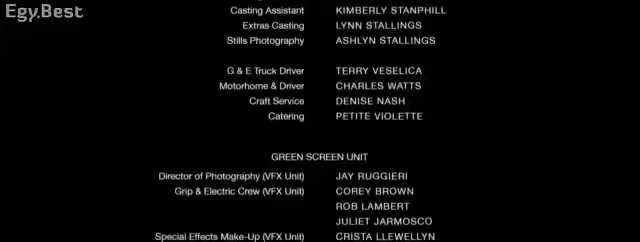 Egy.Best
Casting Assistant KIMBERLY STANPHILL
Extras Casting LYNN STALLINGS
Stills Photography ASHLYN STALLINGS
G & E Truck Driver TERRY VESELICA
Motorhome & Driver CHARLES WATTS
Craft Service DENISE NASH
Catering PETITE VIOLETTE
GREEN SCREEN UNIT
Director of Photography (VFX Unit) JAY RUGGIERI
Grip & Electric Crew (VFX Unit) COREY BROWN
ROB LAMBERT
JULIET JARMOSCO
Special Effects Make-Up (VFX Unit) CRISTA LLEWELLYN